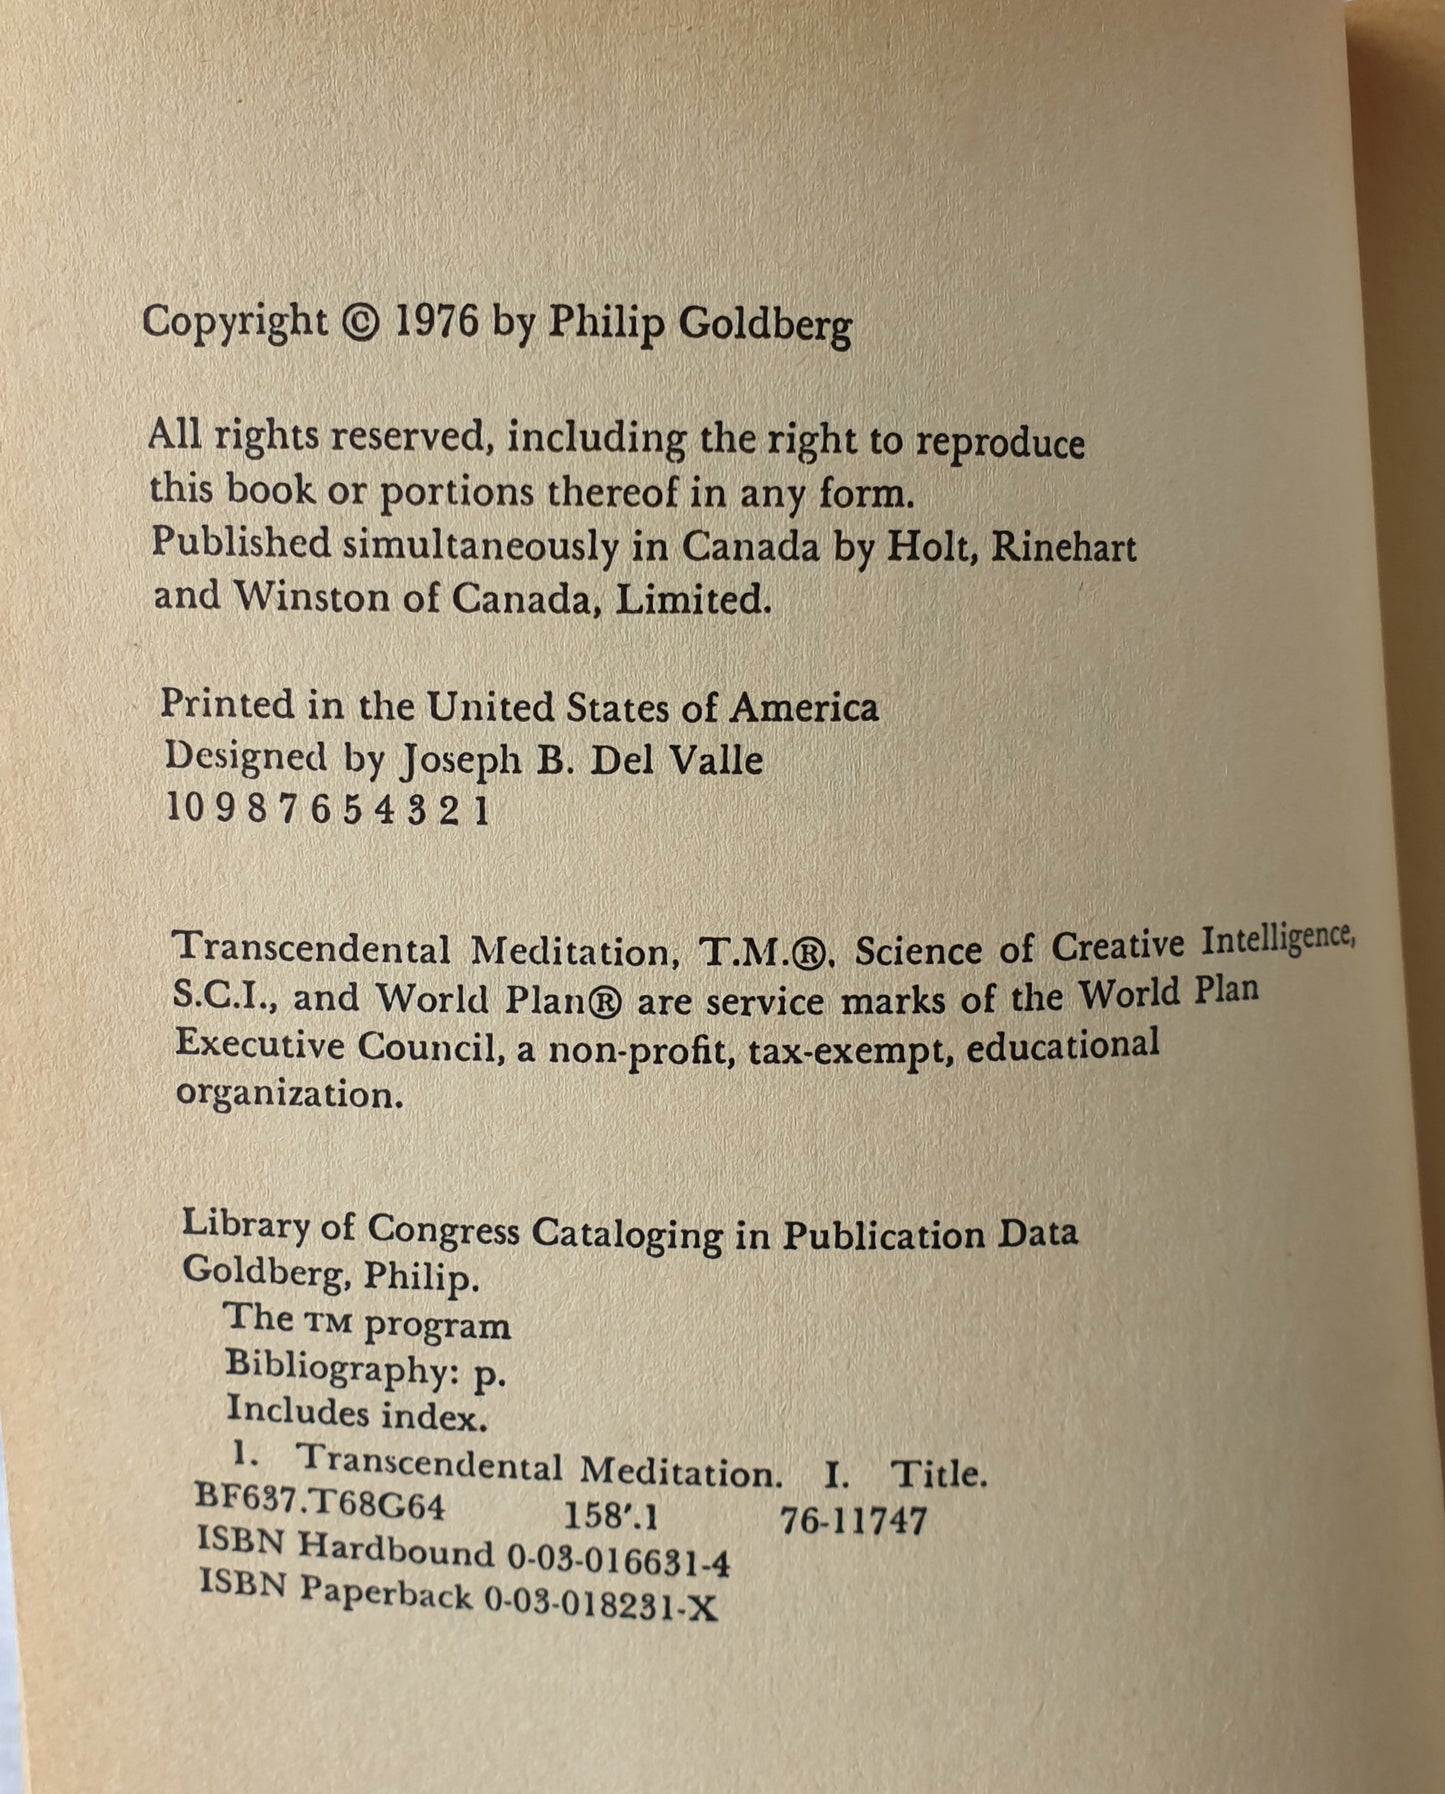 Copyright © 1976 by Philip Goldberg
All rights reserved, including the right to reproduce
this book or portions thereof in any form.
Published simultaneously in Canada by Holt, Rinehart
and Winston of Canada, Limited.
Printed in the United States of America
Designed by Joseph B. Del Valle
10 9 8 7 6 5 4 3 2 1
Transcendental Meditation, T.M.®, Science of Creative Intelligence,
S.C.I., and World Plan® are service marks of the World Plan
Executive Council, a non-profit, tax-exempt, educational
organization.
Library of Congress Cataloging in Publication Data
Goldberg, Philip.
The TM program
Bibliography: p.
Includes index.
1. Transcendental Meditation. I. Title.
BF637.T68G64 158'.1 76-11747
ISBN Hardbound 0-03-016631-4
ISBN Paperback 0-03-018231-X